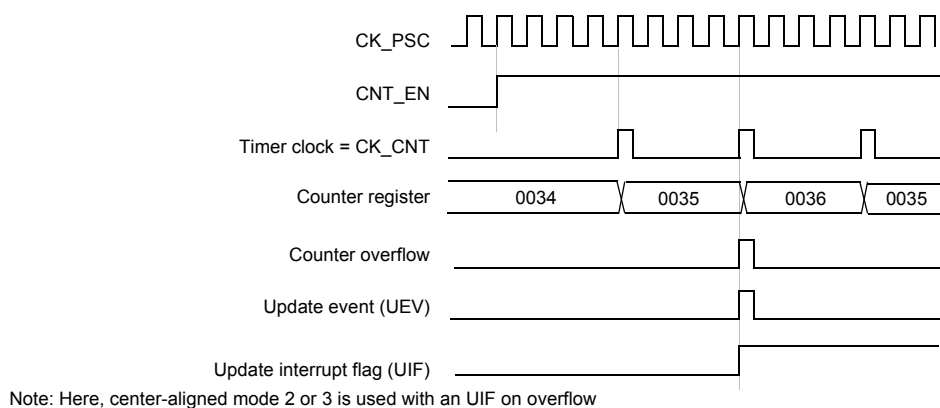 CK_PSC
CNT_EN
Timer clock = CK_CNT
Counter register 0034 0035 0036 0035
Counter overflow
Update event (UEV)
Update interrupt flag (UIF)
Note: Here, center-aligned mode 2 or 3 is used with an UIF on overflow